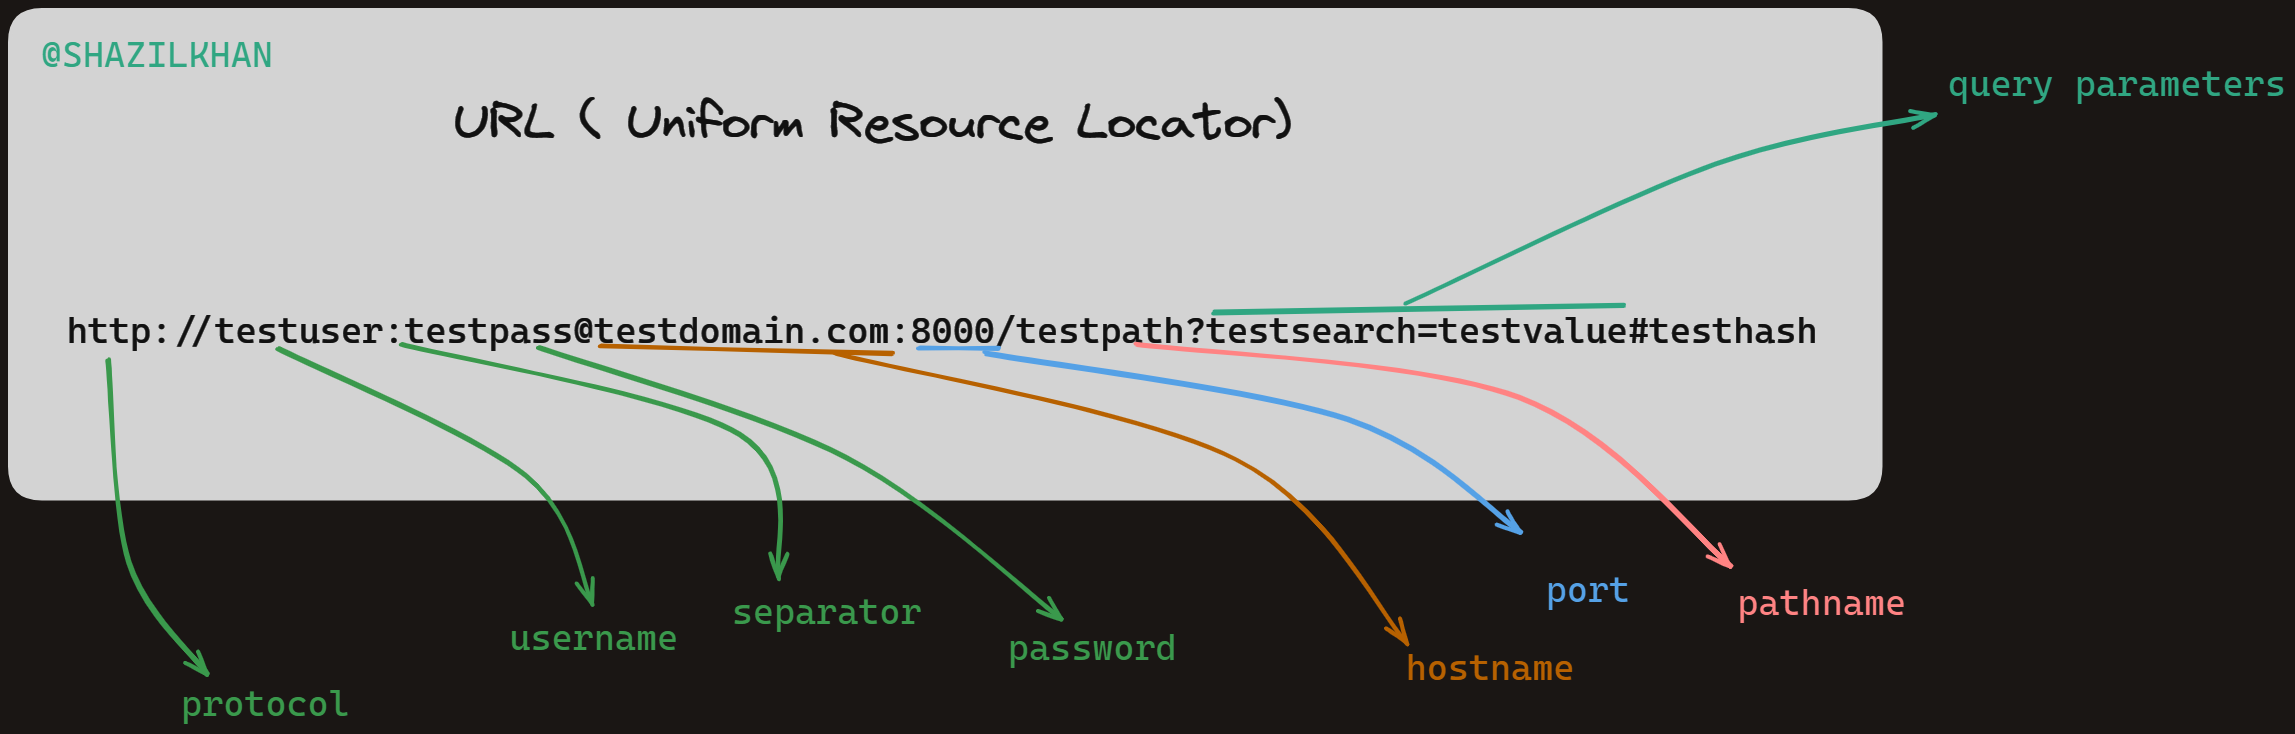 @SHAZILKHAN
query parameters
URL ( Uniform Resource Locator)
http://testuser:testpass@testdomain.com:8000/testpath?testsearch=testvalue#testhash
port
pathname
separator
username
password
hostname
protocol